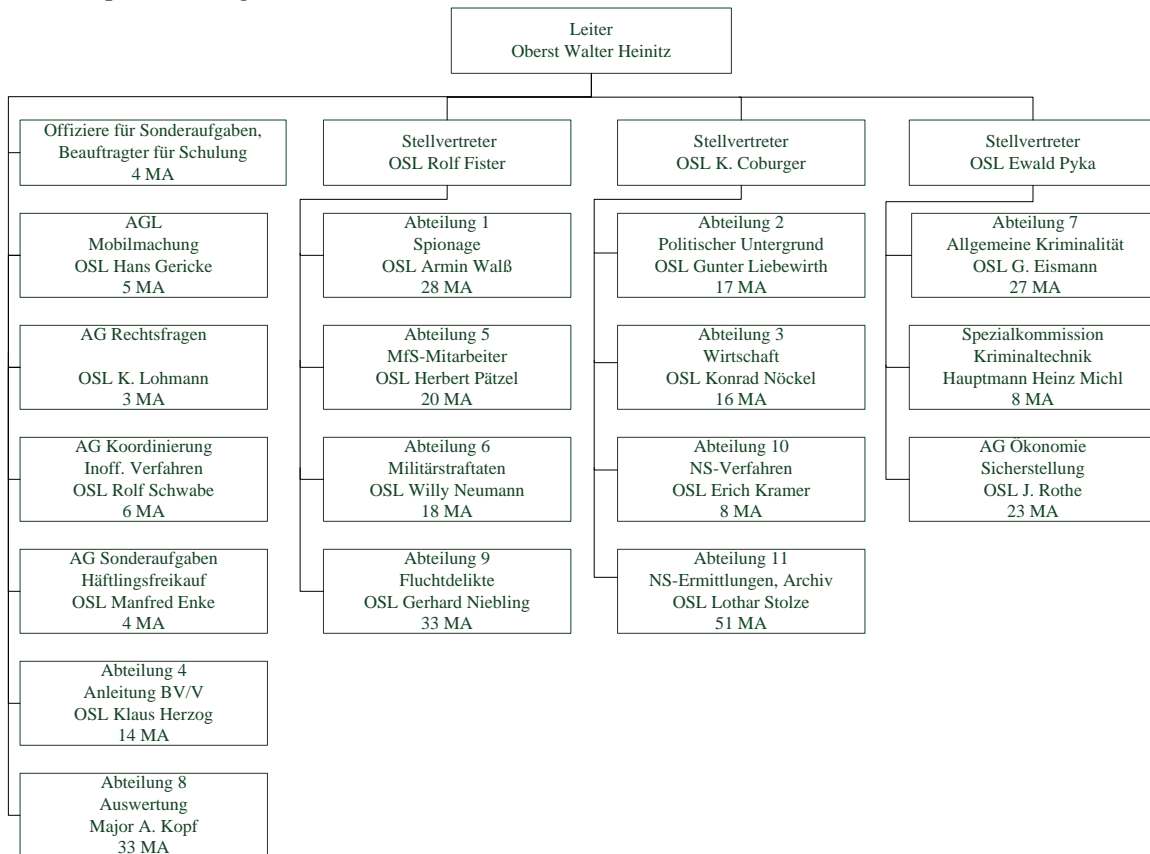 Leiter
Oberst Walter Heinitz
Offiziere für Sonderaufgaben,
Beauftragter für Schulung
4 MA
AGL
Mobilmachung
OSL Hans Gericke
5 MA
AG Rechtsfragen
OSL K. Lohmann
3 MA
AG Koordinierung
Inoff. Verfahren
OSL Rolf Schwabe
6 MA
AG Sonderaufgaben
Häftlingsfreikauf
OSL Manfred Enke
4 MA
Abteilung 4
Anleitung BV/V
OSL Klaus Herzog
14 MA
Abteilung 8
Auswertung
Major A. Kopf
33 MA
Stellvertreter
OSL Rolf Fister
Abteilung 1
Spionage
OSL Armin Walß
28 MA
Abteilung 5
MfS-Mitarbeiter
OSL Herbert Pätzel
20 MA
Abteilung 6
Militärstraftaten
OSL Willy Neumann
18 MA
Abteilung 9
Fluchtdelikte
OSL Gerhard Niebling
33 MA
Stellvertreter
OSL K. Coburger
Abteilung 2
Politischer Untergrund
OSL Gunter Liebewirth
17 MA
Abteilung 3
Wirtschaft
OSL Konrad Nöckel
16 MA
Abteilung 10
NS-Verfahren
OSL Erich Kramer
8 MA
Abteilung 11
NS-Ermittlungen, Archiv
OSL Lothar Stolze
51 MA
Stellvertreter
OSL Ewald Pyka
Abteilung 7
Allgemeine Kriminalität
OSL G. Eismann
27 MA
Spezialkommission
Kriminaltechnik
Hauptmann Heinz Michl
8 MA
AG Ökonomie
Sicherstellung
OSL J. Rothe
23 MA